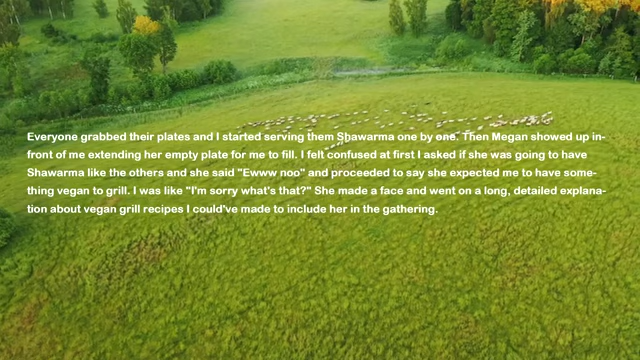 Everyone grabbed their plates and I started serving them Shawarma one by one. Then Megan showed up in-
front of me extending her empty plate for me to fill. I felt confused at first I asked if she was going to have
Shawarma like the others and she said "Ewww noo" and proceeded to say she expected me to have some-
thing vegan to grill. I was like "I'm sorry what's that?" She made a face and went on a long, detailed explana-
tion about vegan grill recipes I could've made to include her in the gathering.